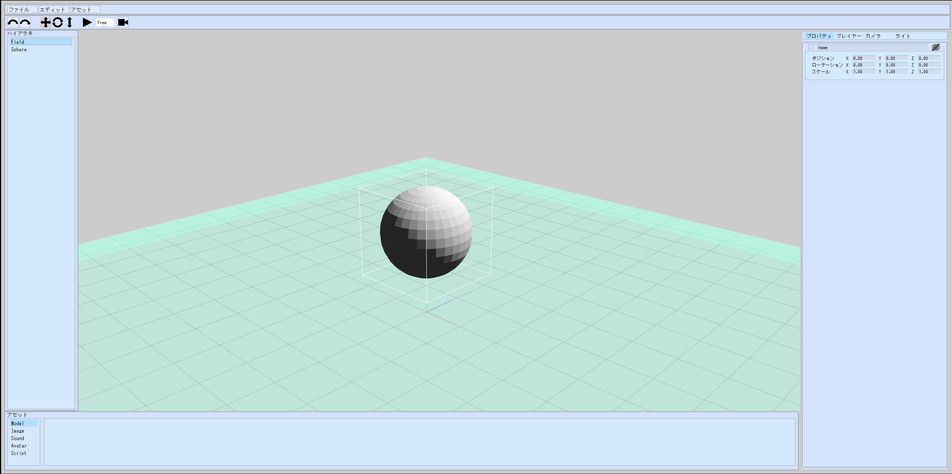 ファイル エディット アセット
Free
ハイアラキ
Field
Sphere
プロパティ プレイヤー カメラ ライト
name
ポジション X 0.00 Y 0.00 Z 0.00
ローテーション X 0.00 Y 0.00 Z 0.00
スケール X 1.00 Y 1.00 Z 1.00
アセット
Model
Image
Sound
Avatar
Script